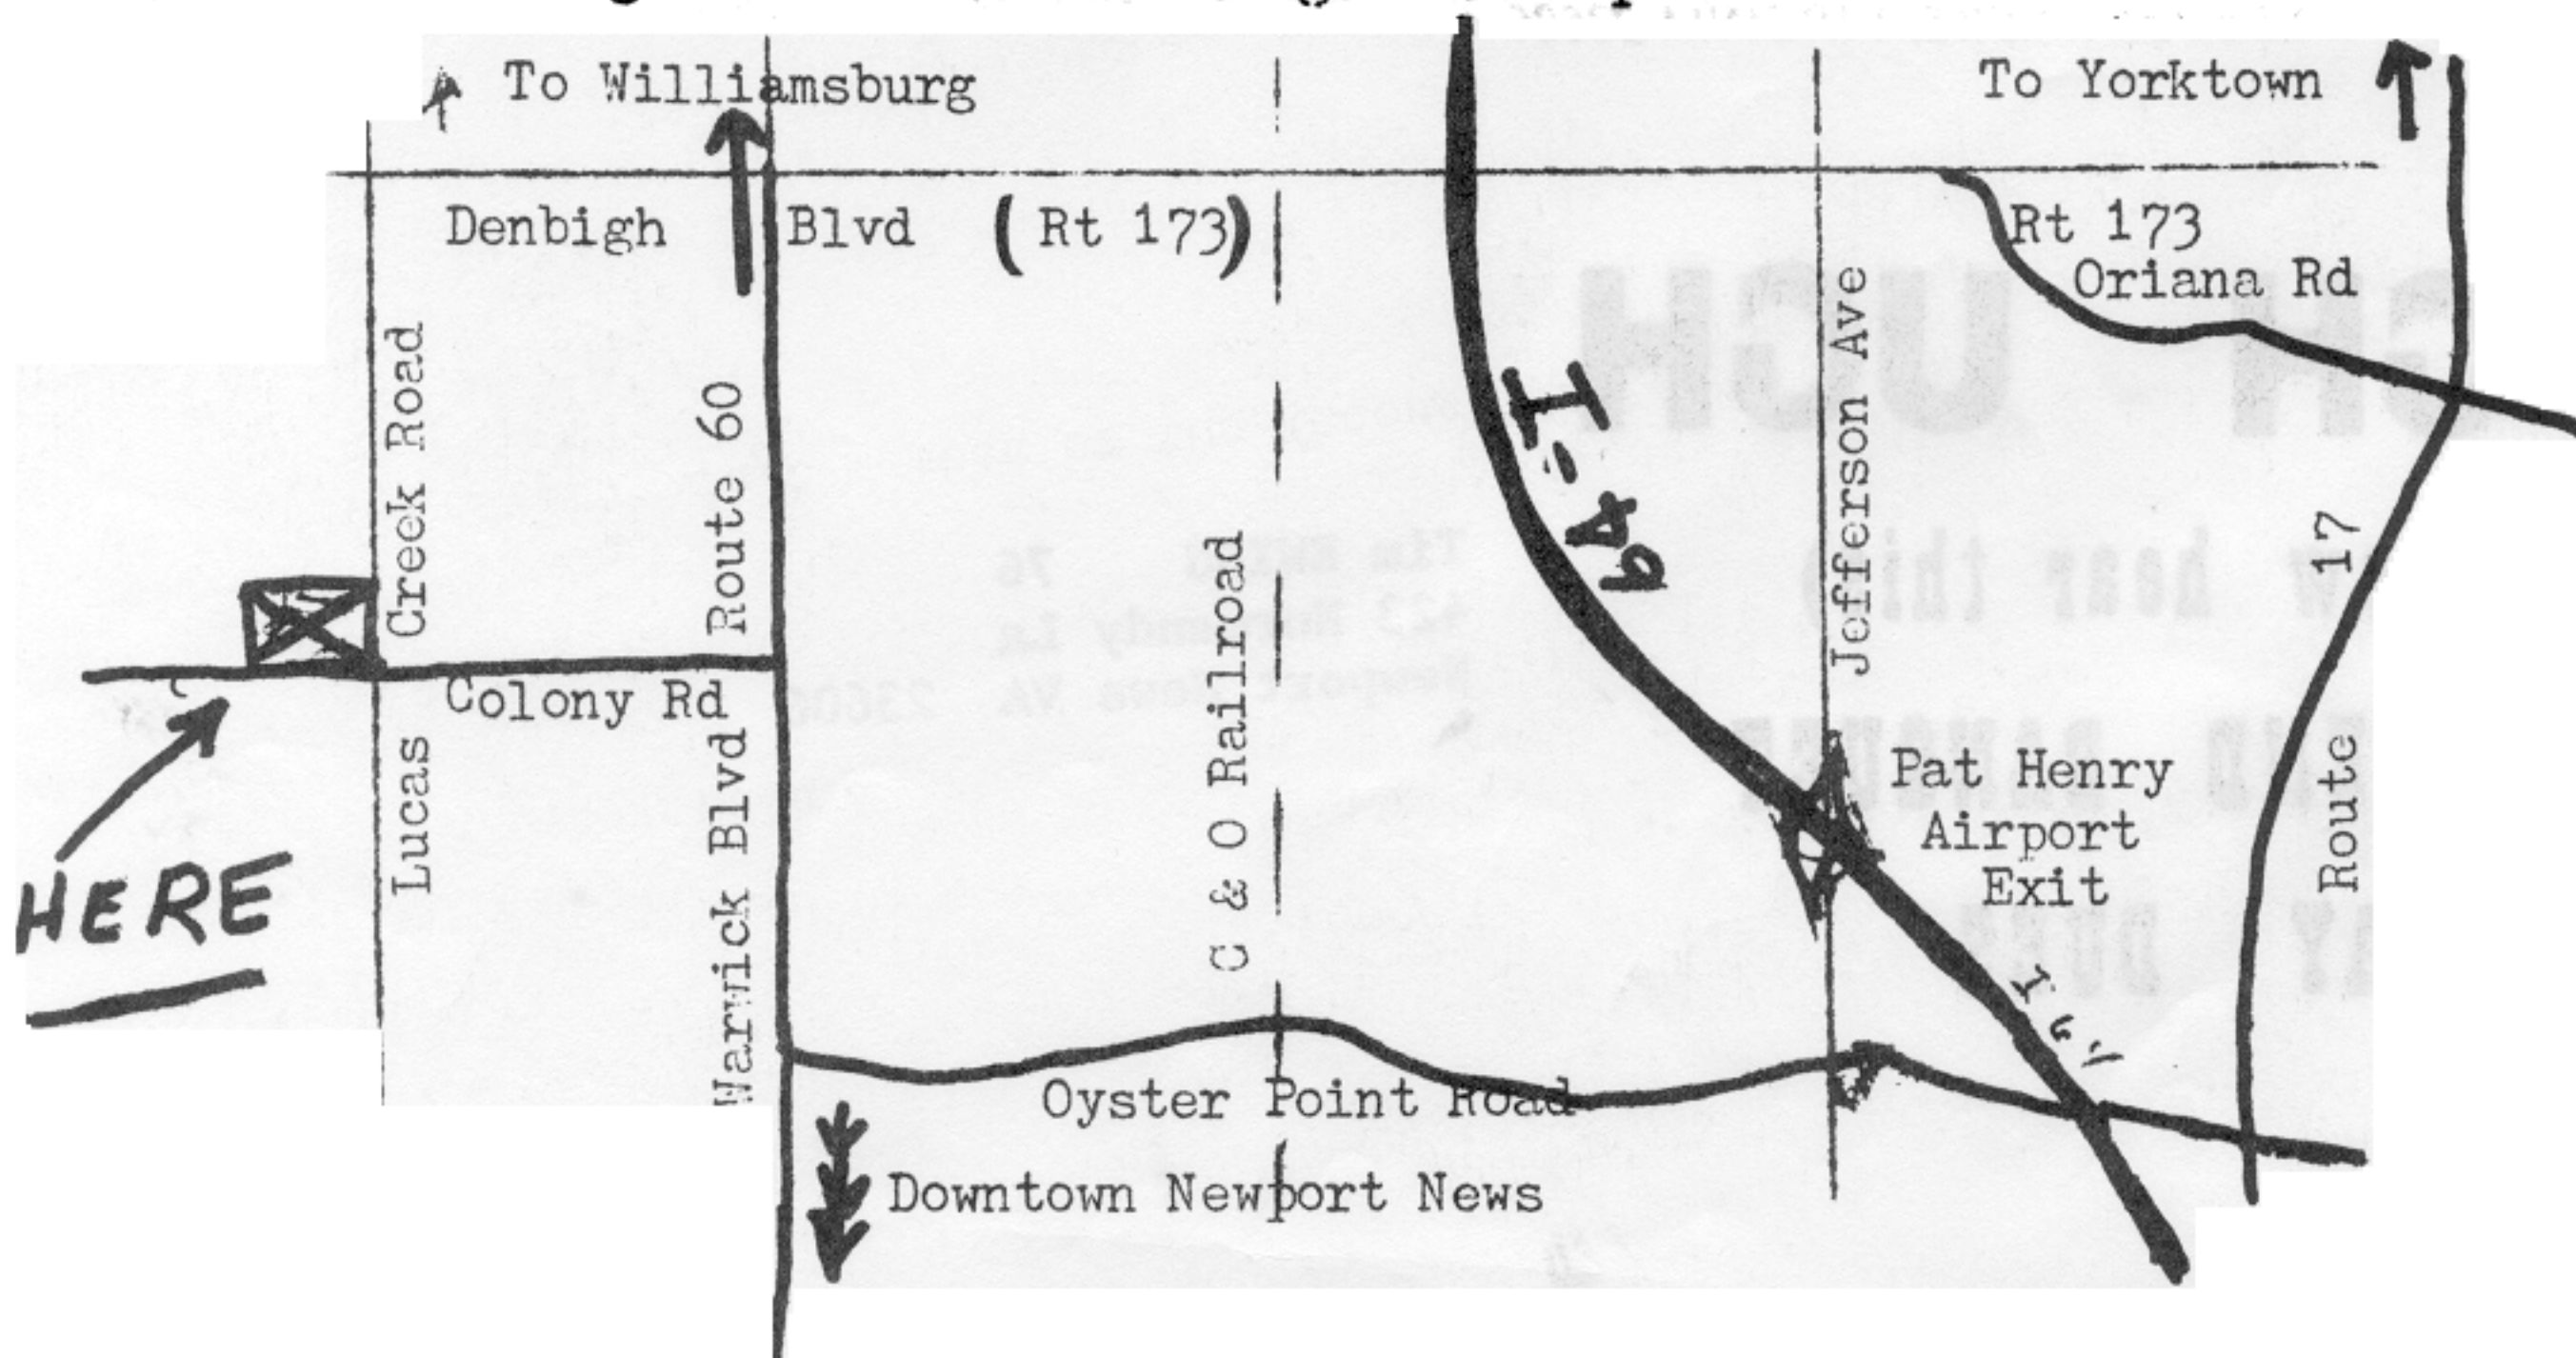 To Williamsburg
To Yorktown
Denbigh Blvd (Rt 173)
Rt 173
Oriana Rd
Lucas Creek Road
Warwick Blvd Route 60
C & O Railroad
I-64
Jefferson Ave
Route 17
Colony Rd
HERE
Pat Henry
Airport
Exit
Oyster Point Road
Downtown Newport News